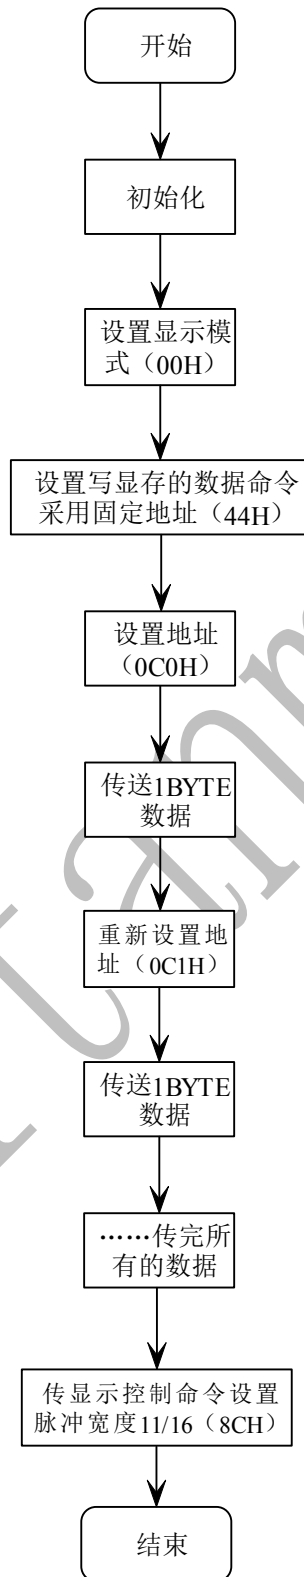 开始
初始化
设置显示模
式（00H）
设置写显存的数据命令
采用固定地址（44H）
设置地址
（0C0H）
传送1BYTE
数据
重新设置地
址（0C1H）
传送1BYTE
数据
……传完所
有的数据
传显示控制命令设置
脉冲宽度11/16（8CH）
结束